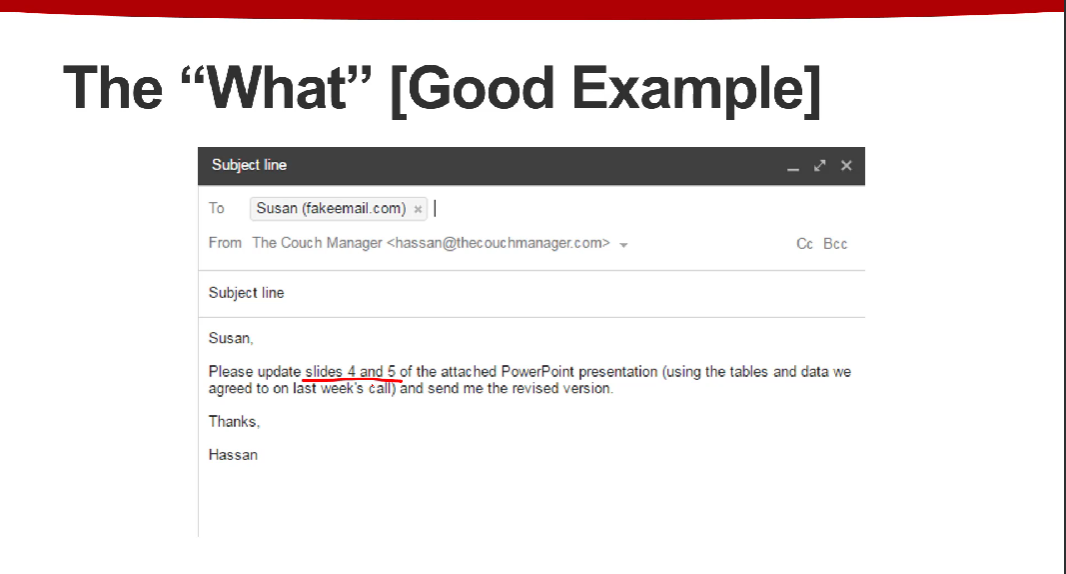 The “What” [Good Example]
Subject line
To Susan (fakeemail.com) ×
From The Couch Manager <hassan@thecouchmanager.com> Cc Bcc
Subject line
Susan,
Please update slides 4 and 5 of the attached PowerPoint presentation (using the tables and data we
agreed to on last week's call) and send me the revised version.
Thanks,
Hassan